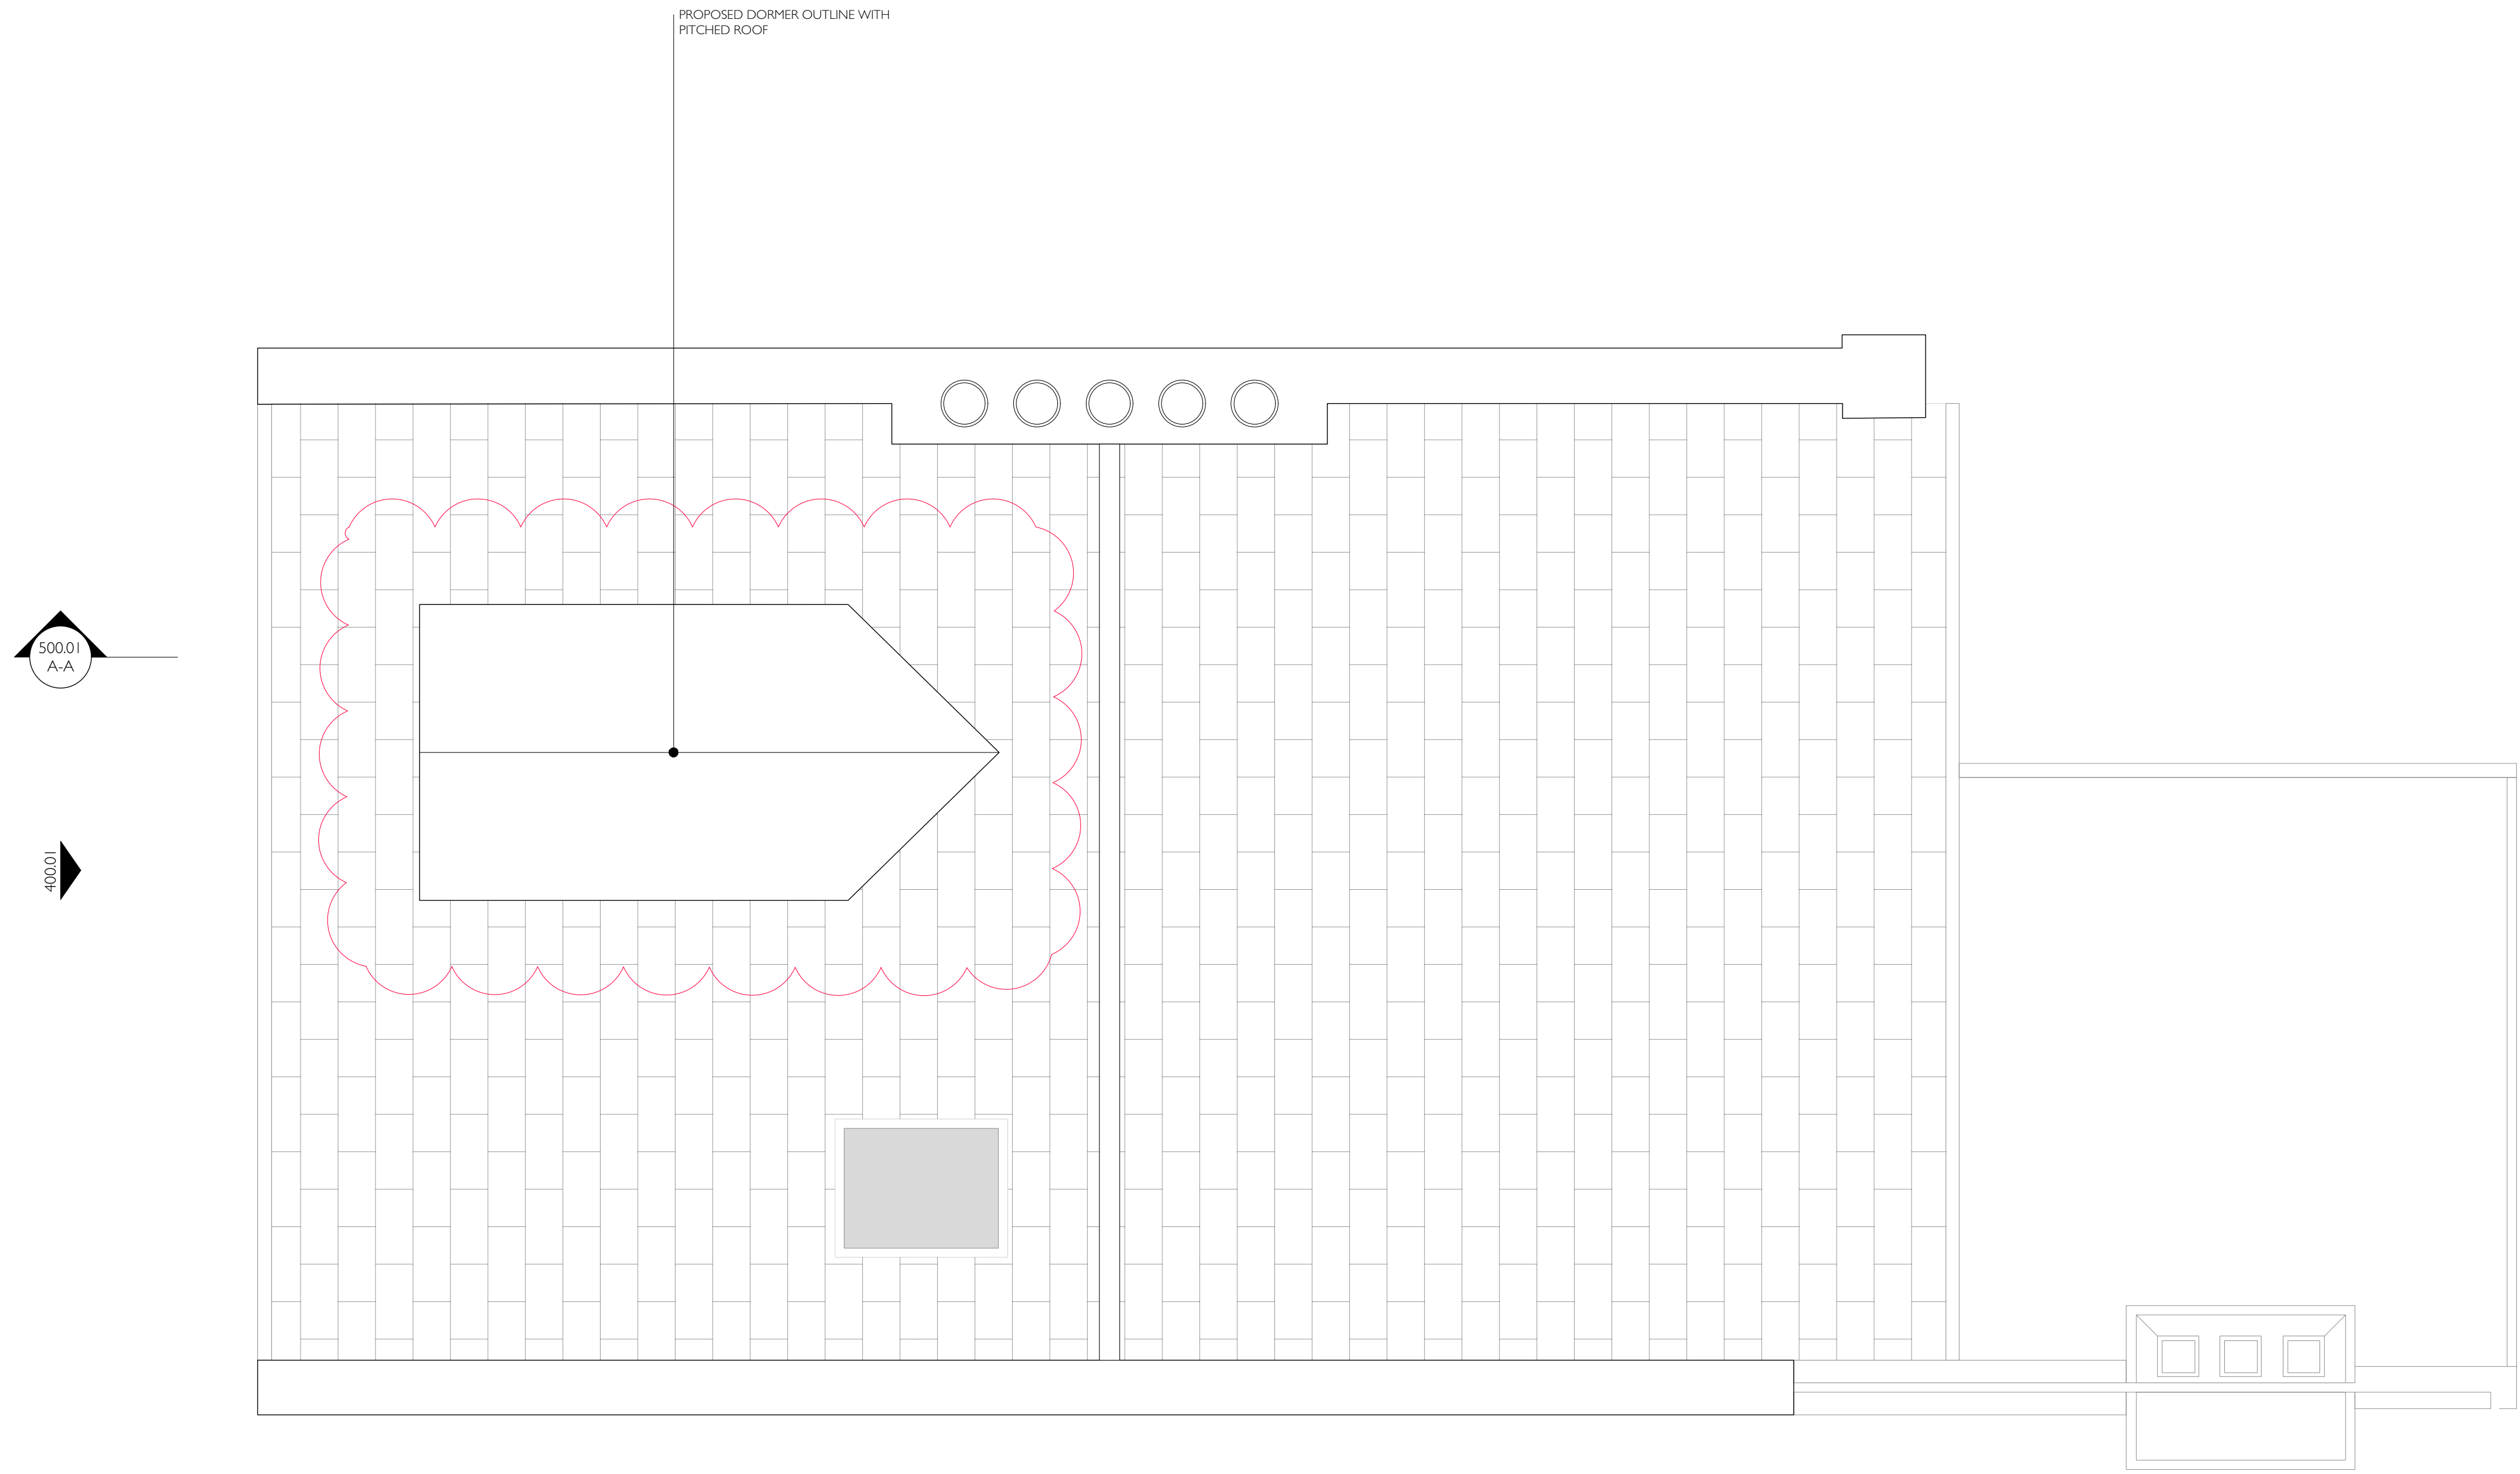 PROPOSED DORMER OUTLINE WITH
PITCHED ROOF
500.01
A-A
400.01